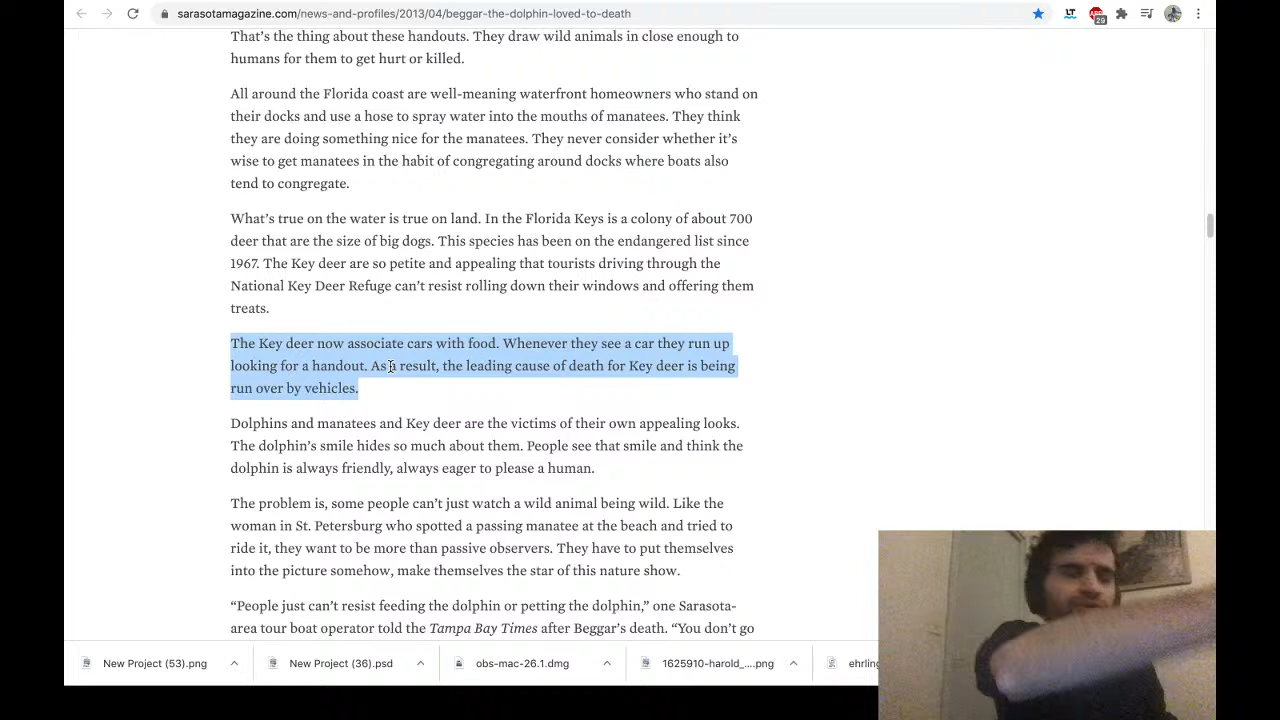 sarasotamagazine.com/news-and-profiles/2013/04/beggar-the-dolphin-loved-to-death
LT
29
That’s the thing about these handouts. They draw wild animals in close enough to
humans for them to get hurt or killed.
All around the Florida coast are well-meaning waterfront homeowners who stand on
their docks and use a hose to spray water into the mouths of manatees. They think
they are doing something nice for the manatees. They never consider whether it’s
wise to get manatees in the habit of congregating around docks where boats also
tend to congregate.
What’s true on the water is true on land. In the Florida Keys is a colony of about 700
deer that are the size of big dogs. This species has been on the endangered list since
1967. The Key deer are so petite and appealing that tourists driving through the
National Key Deer Refuge can’t resist rolling down their windows and offering them
treats.
The Key deer now associate cars with food. Whenever they see a car they run up
looking for a handout. As a result, the leading cause of death for Key deer is being
run over by vehicles.
Dolphins and manatees and Key deer are the victims of their own appealing looks.
The dolphin’s smile hides so much about them. People see that smile and think the
dolphin is always friendly, always eager to please a human.
The problem is, some people can’t just watch a wild animal being wild. Like the
woman in St. Petersburg who spotted a passing manatee at the beach and tried to
ride it, they want to be more than passive observers. They have to put themselves
into the picture somehow, make themselves the star of this nature show.
“People just can’t resist feeding the dolphin or petting the dolphin,” one Sarasota-
area tour boat operator told the Tampa Bay Times after Beggar’s death. “You don’t go
New Project (53).png
New Project (36).psd
obs-mac-26.1.dmg
1625910-harold_....png
ehrling